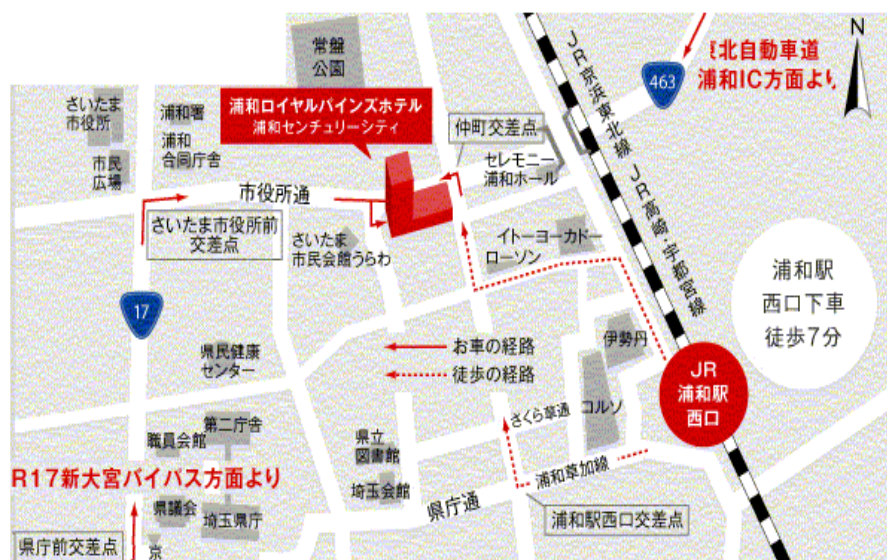 常盤
公園
さいたま
市役所
浦和署
浦和
合同庁舎
市民
広場
浦和ロイヤルパインズホテル
浦和センチュリーシティ
仲町交差点
セレモニー
浦和ホール
JR京浜東北線
JR高崎・宇都宮線
463
東北自動車道
浦和IC方面より
N
市役所通
さいたま市役所前
交差点
さいたま
市民会館うらわ
イトーヨーカドー
ローソン
浦和駅
西口下車
徒歩7分
17
県民健康
センター
お車の経路
徒歩の経路
伊勢丹
コルソ
JR
浦和駅
西口
さくら草通
職員会館
第二庁舎
県立
図書館
埼玉会館
浦和草加線
R17新大宮バイパス方面より
県議会
埼玉県庁
県庁通
浦和駅西口交差点
県庁前交差点
京